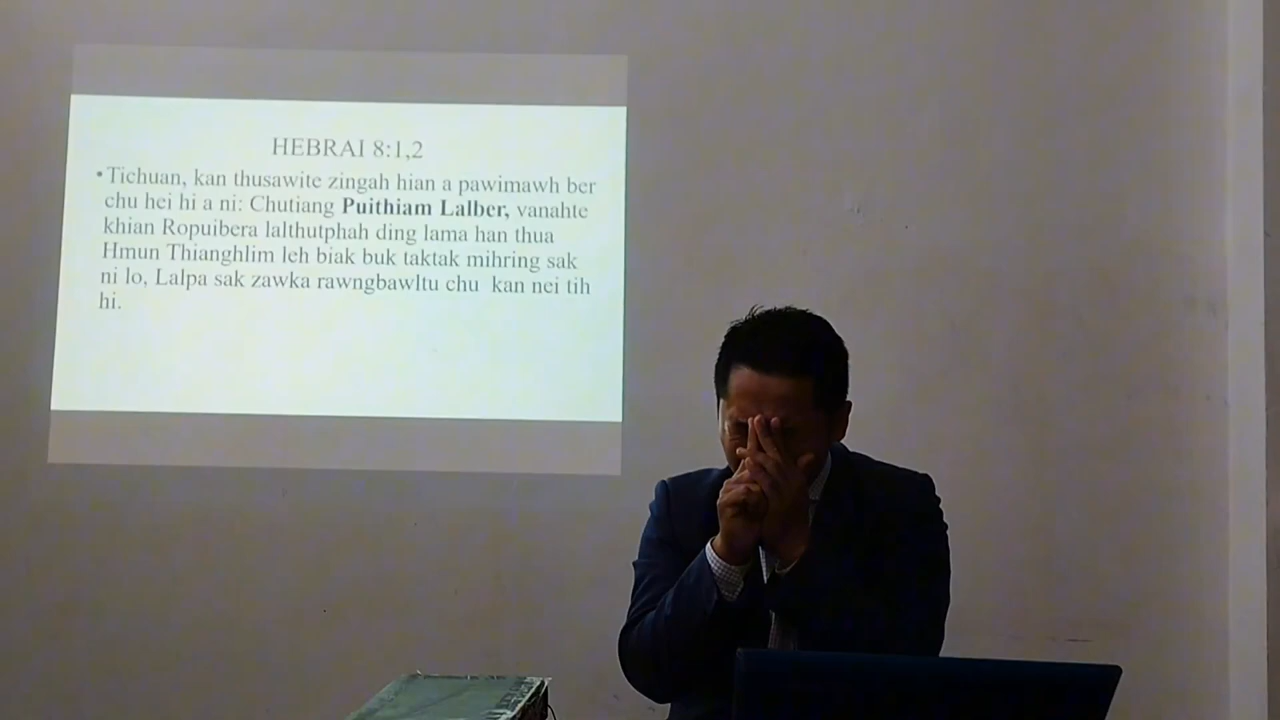 HEBRAI 8:1,2
•Tichuan, kan thusawite zingah hian a pawimawh ber
chu hei hi a ni: Chutiang Puithiam Lalber, vanahte
khian Ropuibera lalthutphah ding lama han thua
Hmun Thianghlim leh biak buk taktak mihring sak
ni lo, Lalpa sak zawka rawngbawltu chu kan nei tih
hi.